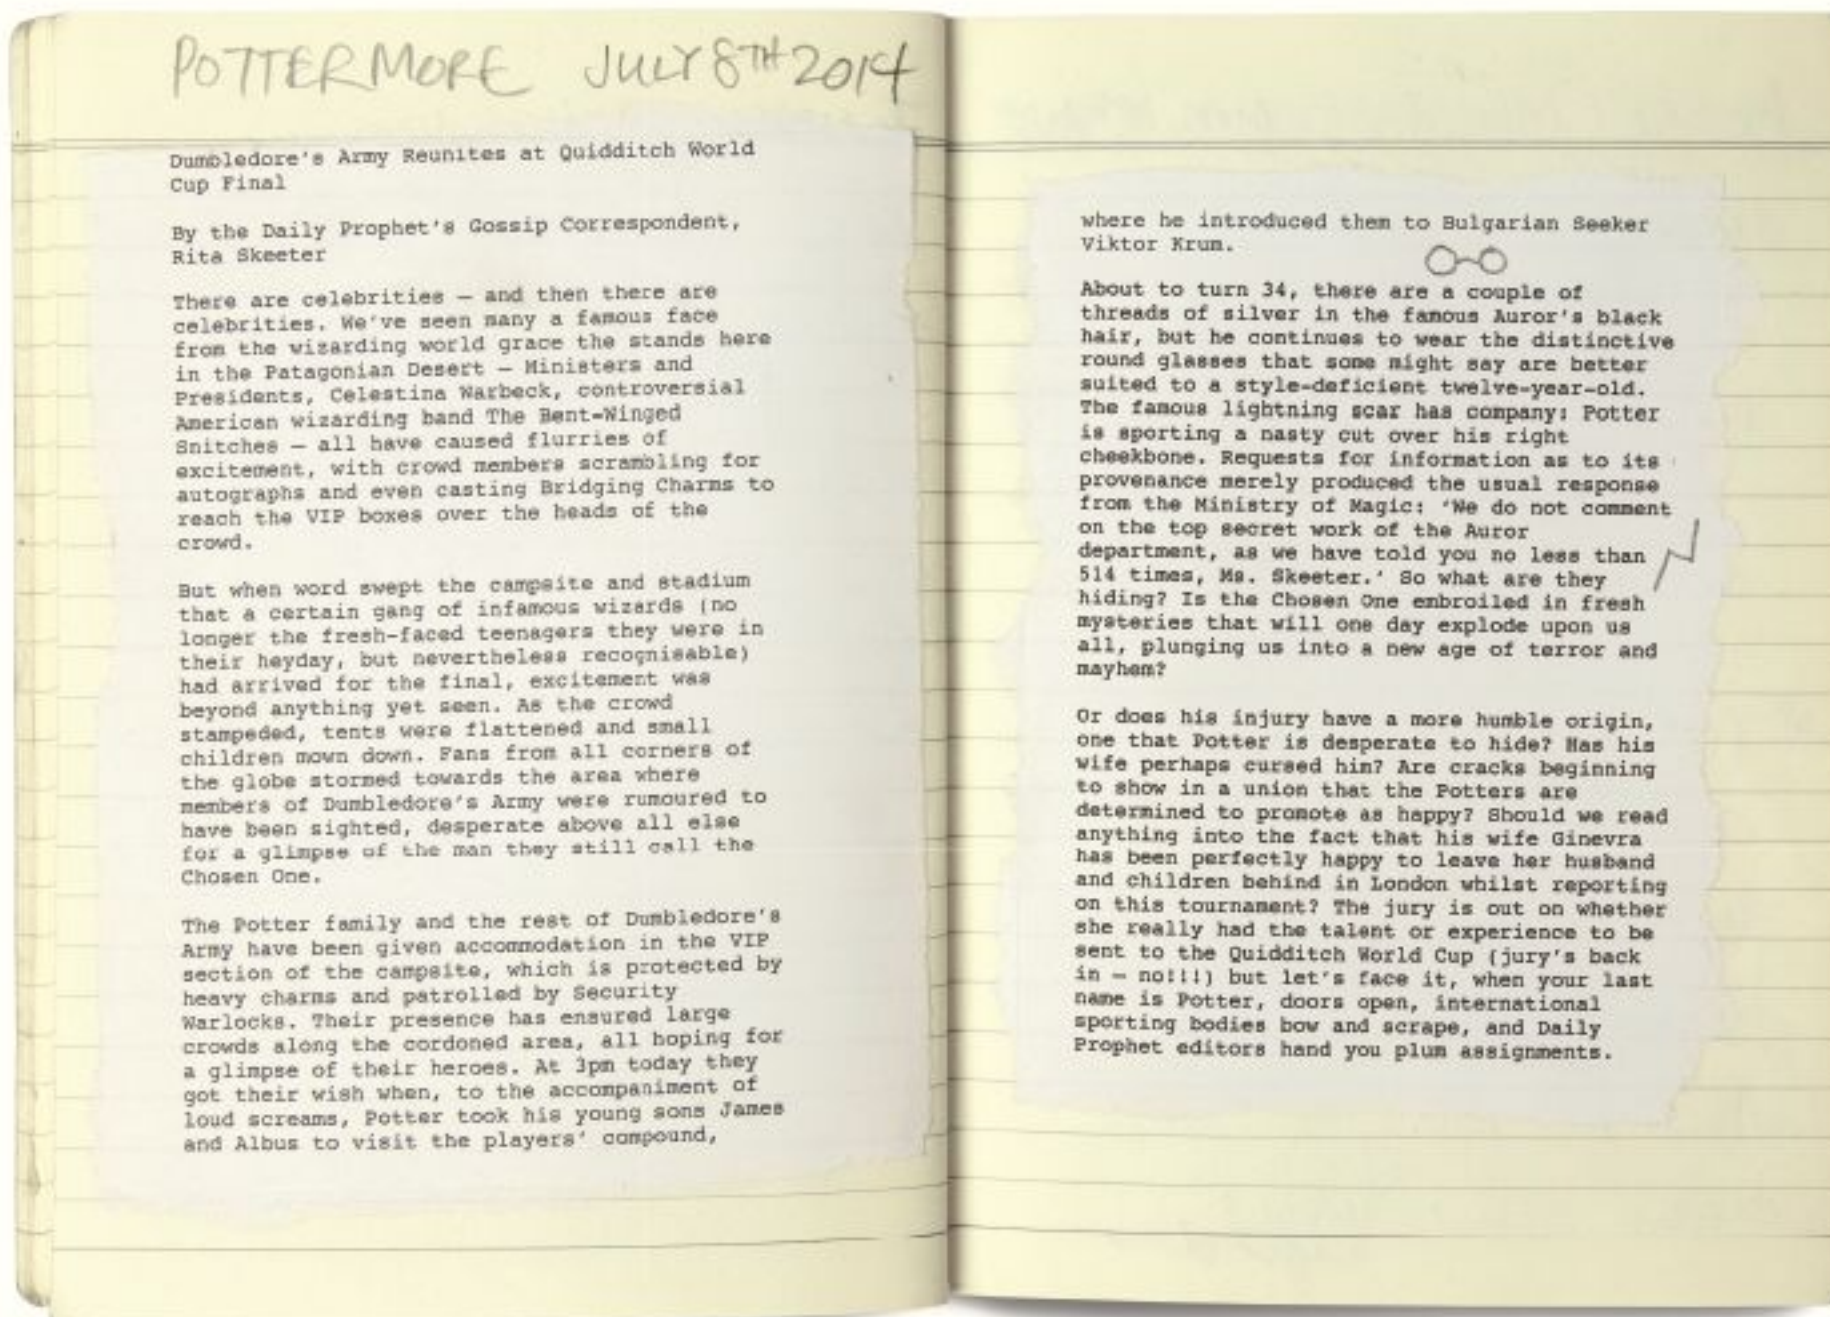 POTTERMORE JULY 8TH 2014
Dumbledore's Army Reunites at Quidditch World
Cup Final
By the Daily Prophet's Gossip Correspondent,
Rita Skeeter
There are celebrities — and then there are
celebrities. We've seen many a famous face
from the wizarding world grace the stands here
in the Patagonian Desert — Ministers and
Presidents, Celestina Warbeck, controversial
American wizarding band The Bent-Winged
Snitches — all have caused flurries of
excitement, with crowd members scrambling for
autographs and even casting Bridging Charms to
reach the VIP boxes over the heads of the
crowd.
But when word swept the campsite and stadium
that a certain gang of infamous wizards (no
longer the fresh-faced teenagers they were in
their heyday, but nevertheless recognisable)
had arrived for the final, excitement was
beyond anything yet seen. As the crowd
stampeded, tents were flattened and small
children mown down. Fans from all corners of
the globe stormed towards the area where
members of Dumbledore's Army were rumoured to
have been sighted, desperate above all else
for a glimpse of the man they still call the
Chosen One.
The Potter family and the rest of Dumbledore's
Army have been given accommodation in the VIP
section of the campsite, which is protected by
heavy charms and patrolled by Security
Warlocks. Their presence has ensured large
crowds along the cordoned area, all hoping for
a glimpse of their heroes. At 3pm today they
got their wish when, to the accompaniment of
loud screams, Potter took his young sons James
and Albus to visit the players' compound,
where he introduced them to Bulgarian Seeker
Viktor Krum.
About to turn 34, there are a couple of
threads of silver in the famous Auror's black
hair, but he continues to wear the distinctive
round glasses that some might say are better
suited to a style-deficient twelve-year-old.
The famous lightning scar has company: Potter
is sporting a nasty cut over his right
cheekbone. Requests for information as to its
provenance merely produced the usual response
from the Ministry of Magic: 'We do not comment
on the top secret work of the Auror
department, as we have told you no less than
514 times, Ms. Skeeter.' So what are they
hiding? Is the Chosen One embroiled in fresh
mysteries that will one day explode upon us
all, plunging us into a new age of terror and
mayhem?
Or does his injury have a more humble origin,
one that Potter is desperate to hide? Has his
wife perhaps cursed him? Are cracks beginning
to show in a union that the Potters are
determined to promote as happy? Should we read
anything into the fact that his wife Ginevra
has been perfectly happy to leave her husband
and children behind in London whilst reporting
on this tournament? The jury is out on whether
she really had the talent or experience to be
sent to the Quidditch World Cup (jury's back
in — no!!!) but let's face it, when your last
name is Potter, doors open, international
sporting bodies bow and scrape, and Daily
Prophet editors hand you plum assignments.